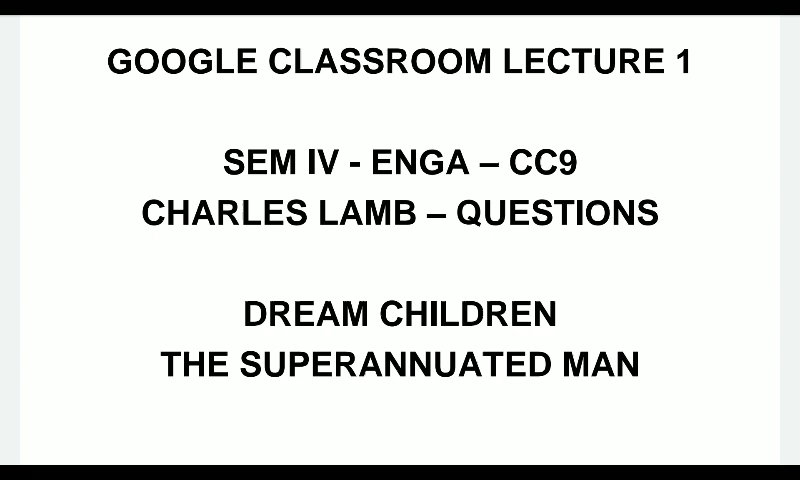 GOOGLE CLASSROOM LECTURE 1
SEM IV - ENGA – CC9
CHARLES LAMB – QUESTIONS
DREAM CHILDREN
THE SUPERANNUATED MAN